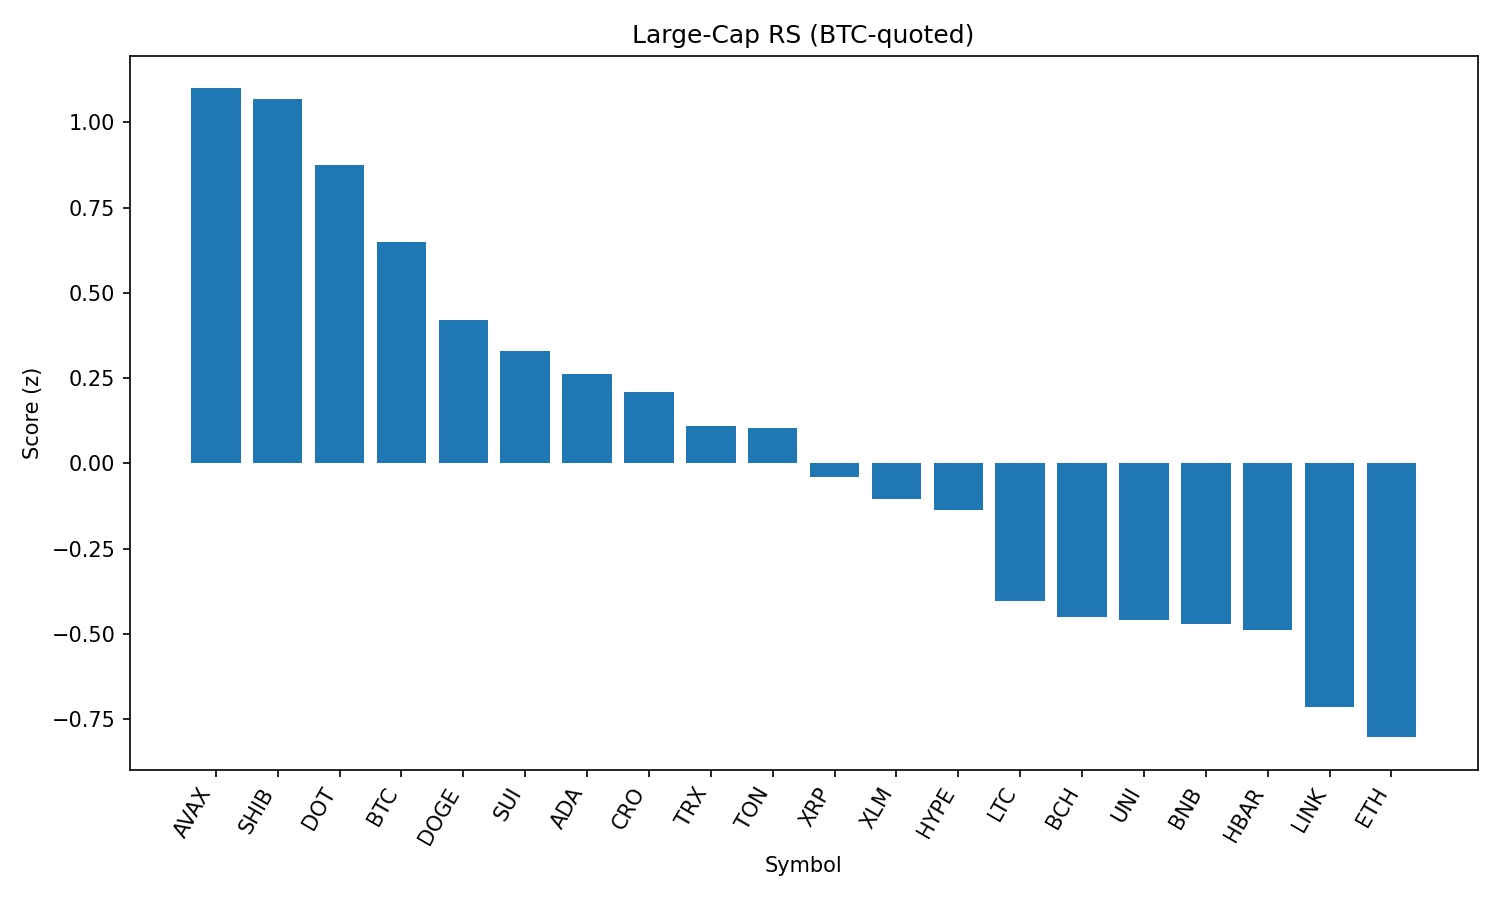 Large-Cap RS (BTC-quoted)
Score (z)
1.00
0.75
0.50
0.25
0.00
−0.25
−0.50
−0.75
AVAX
SHIB
DOT
BTC
DOGE
SUI
ADA
CRO
TRX
TON
XRP
XLM
HYPE
LTC
BCH
UNI
BNB
HBAR
LINK
ETH
Symbol